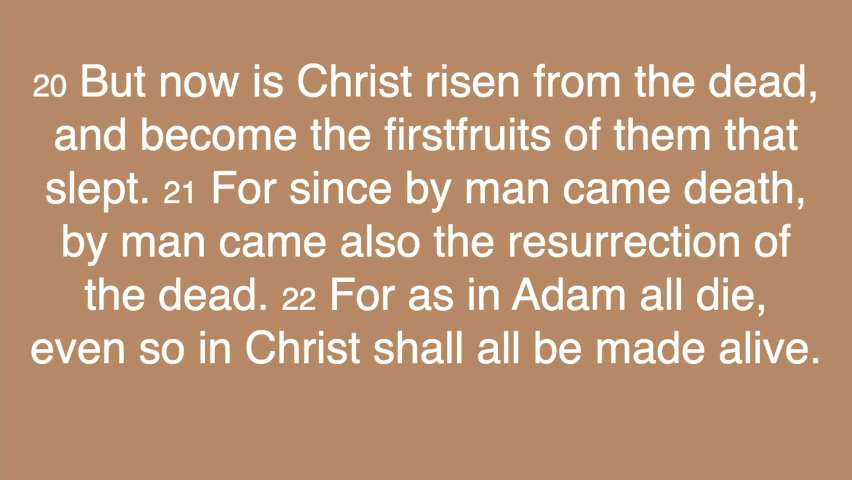 20 But now is Christ risen from the dead,
and become the firstfruits of them that
slept. 21 For since by man came death,
by man came also the resurrection of
the dead. 22 For as in Adam all die,
even so in Christ shall all be made alive.